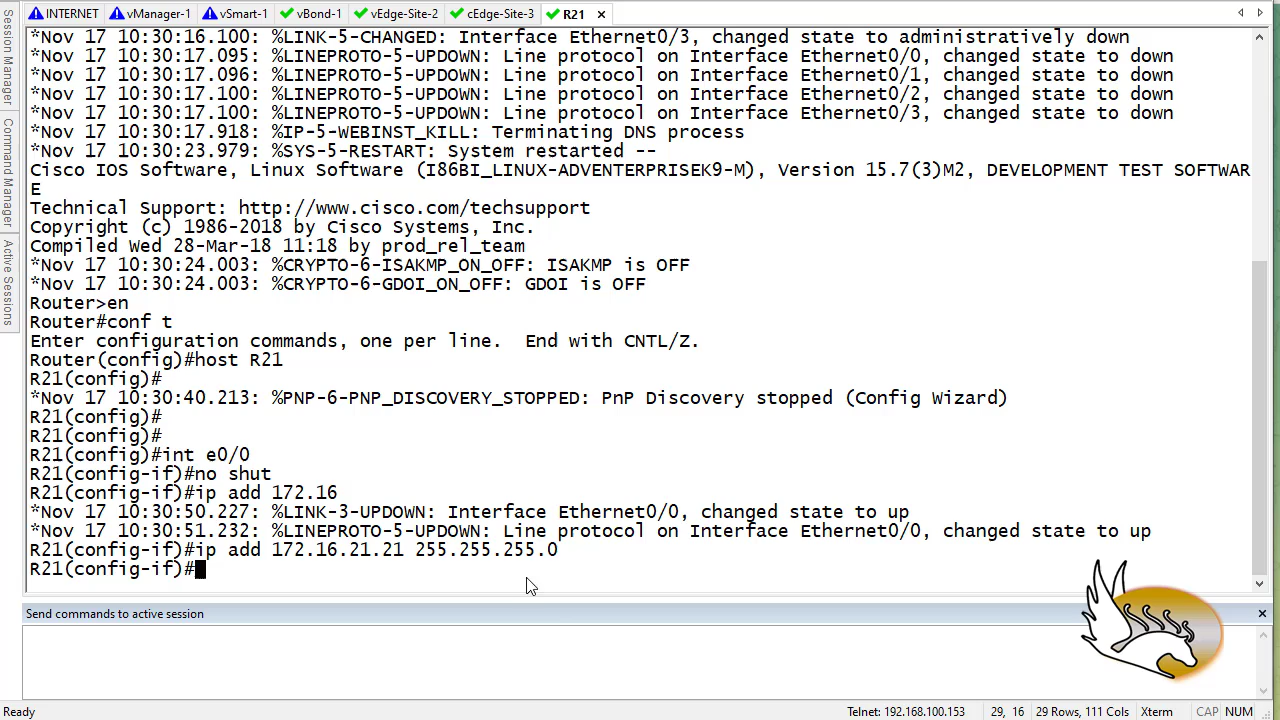 INTERNET vManager-1 vSmart-1 vBond-1 vEdge-Site-2 cEdge-Site-3 R21
Session Manager
Command Manager
Active Sessions
*Nov 17 10:30:16.100: %LINK-5-CHANGED: Interface Ethernet0/3, changed state to administratively down
*Nov 17 10:30:17.095: %LINEPROTO-5-UPDOWN: Line protocol on Interface Ethernet0/0, changed state to down
*Nov 17 10:30:17.096: %LINEPROTO-5-UPDOWN: Line protocol on Interface Ethernet0/1, changed state to down
*Nov 17 10:30:17.100: %LINEPROTO-5-UPDOWN: Line protocol on Interface Ethernet0/2, changed state to down
*Nov 17 10:30:17.100: %LINEPROTO-5-UPDOWN: Line protocol on Interface Ethernet0/3, changed state to down
*Nov 17 10:30:17.918: %IP-5-WEBINST_KILL: Terminating DNS process
*Nov 17 10:30:23.979: %SYS-5-RESTART: System restarted --
Cisco IOS Software, Linux Software (I86BI_LINUX-ADVENTERPRISEK9-M), Version 15.7(3)M2, DEVELOPMENT TEST SOFTWAR
E
Technical Support: http://www.cisco.com/techsupport
Copyright (c) 1986-2018 by Cisco Systems, Inc.
Compiled Wed 28-Mar-18 11:18 by prod_rel_team
*Nov 17 10:30:24.003: %CRYPTO-6-ISAKMP_ON_OFF: ISAKMP is OFF
*Nov 17 10:30:24.003: %CRYPTO-6-GDOI_ON_OFF: GDOI is OFF
Router>en
Router#conf t
Enter configuration commands, one per line.  End with CNTL/Z.
Router(config)#host R21
R21(config)#
*Nov 17 10:30:40.213: %PNP-6-PNP_DISCOVERY_STOPPED: PnP Discovery stopped (Config Wizard)
R21(config)#
R21(config)#
R21(config)#int e0/0
R21(config-if)#no shut
R21(config-if)#ip add 172.16
*Nov 17 10:30:50.227: %LINK-3-UPDOWN: Interface Ethernet0/0, changed state to up
*Nov 17 10:30:51.232: %LINEPROTO-5-UPDOWN: Line protocol on Interface Ethernet0/0, changed state to up
R21(config-if)#ip add 172.16.21.21 255.255.255.0
R21(config-if)#
Send commands to active session
Ready Telnet: 192.168.100.153 29, 16 29 Rows, 111 Cols Xterm CAP NUM